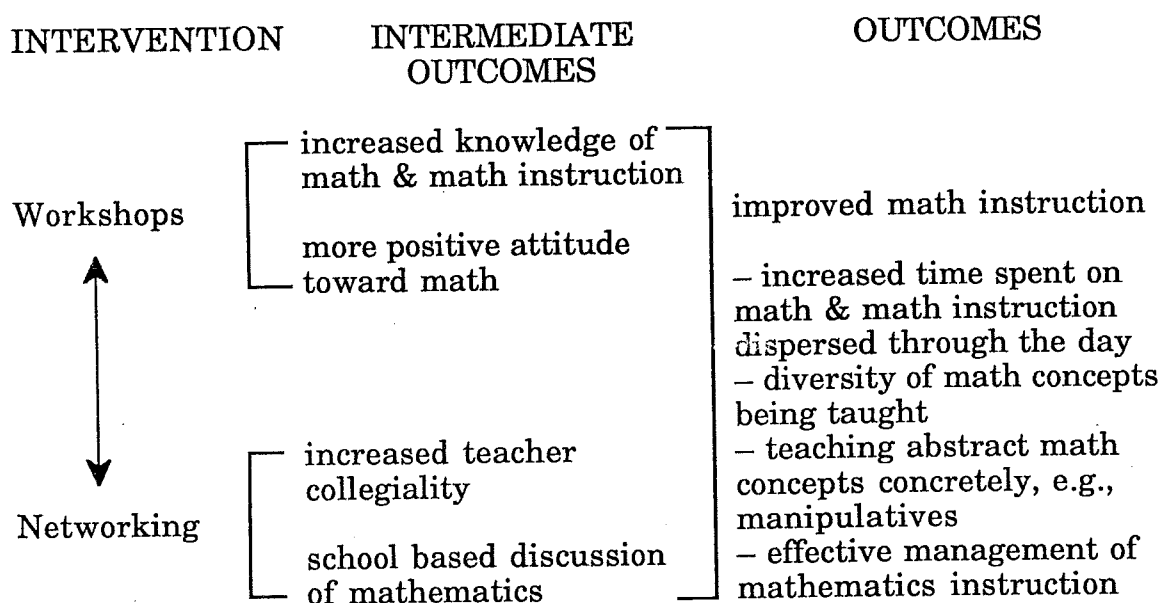 INTERVENTION
INTERMEDIATE
OUTCOMES
OUTCOMES
Workshops
Networking
increased knowledge of
math & math instruction
more positive attitude
toward math
increased teacher
collegiality
school based discussion
of mathematics
improved math instruction
– increased time spent on
math & math instruction
dispersed through the day
– diversity of math concepts
being taught
– teaching abstract math
concepts concretely, e.g.,
manipulatives
– effective management of
mathematics instruction